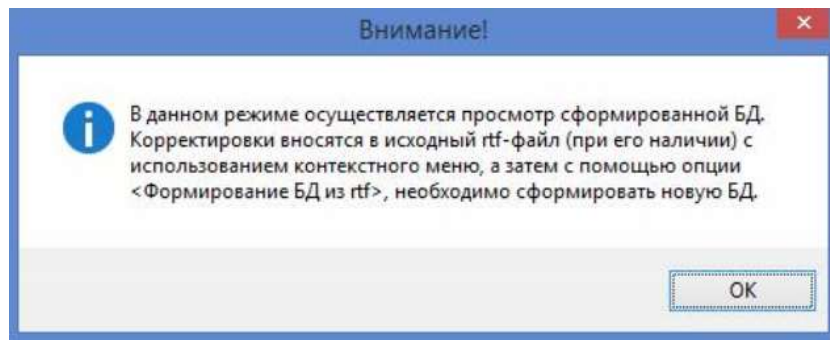 Внимание!
В данном режиме осуществляется просмотр сформированной БД.
Корректировки вносятся в исходный rtf-файл (при его наличии) с
использованием контекстного меню, а затем с помощью опции
<Формирование БД из rtf>, необходимо сформировать новую БД.
ОК